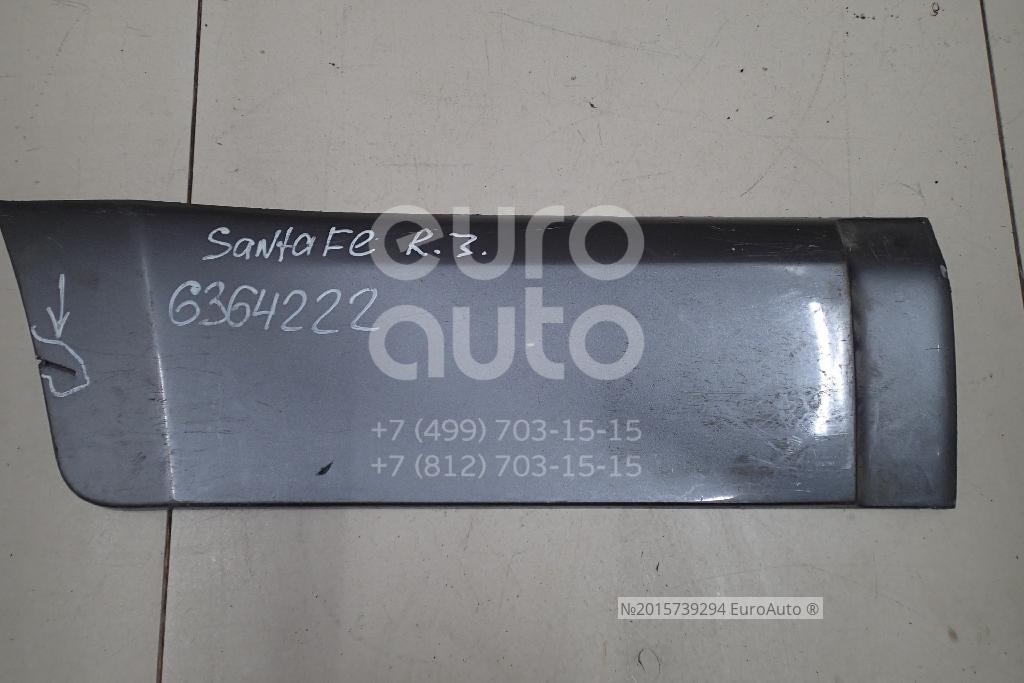 SantaFe R.З.
6364222
euro
auto
+7 (499) 703-15-15
+7 (812) 703-15-15
№2015739294 EuroAuto ®